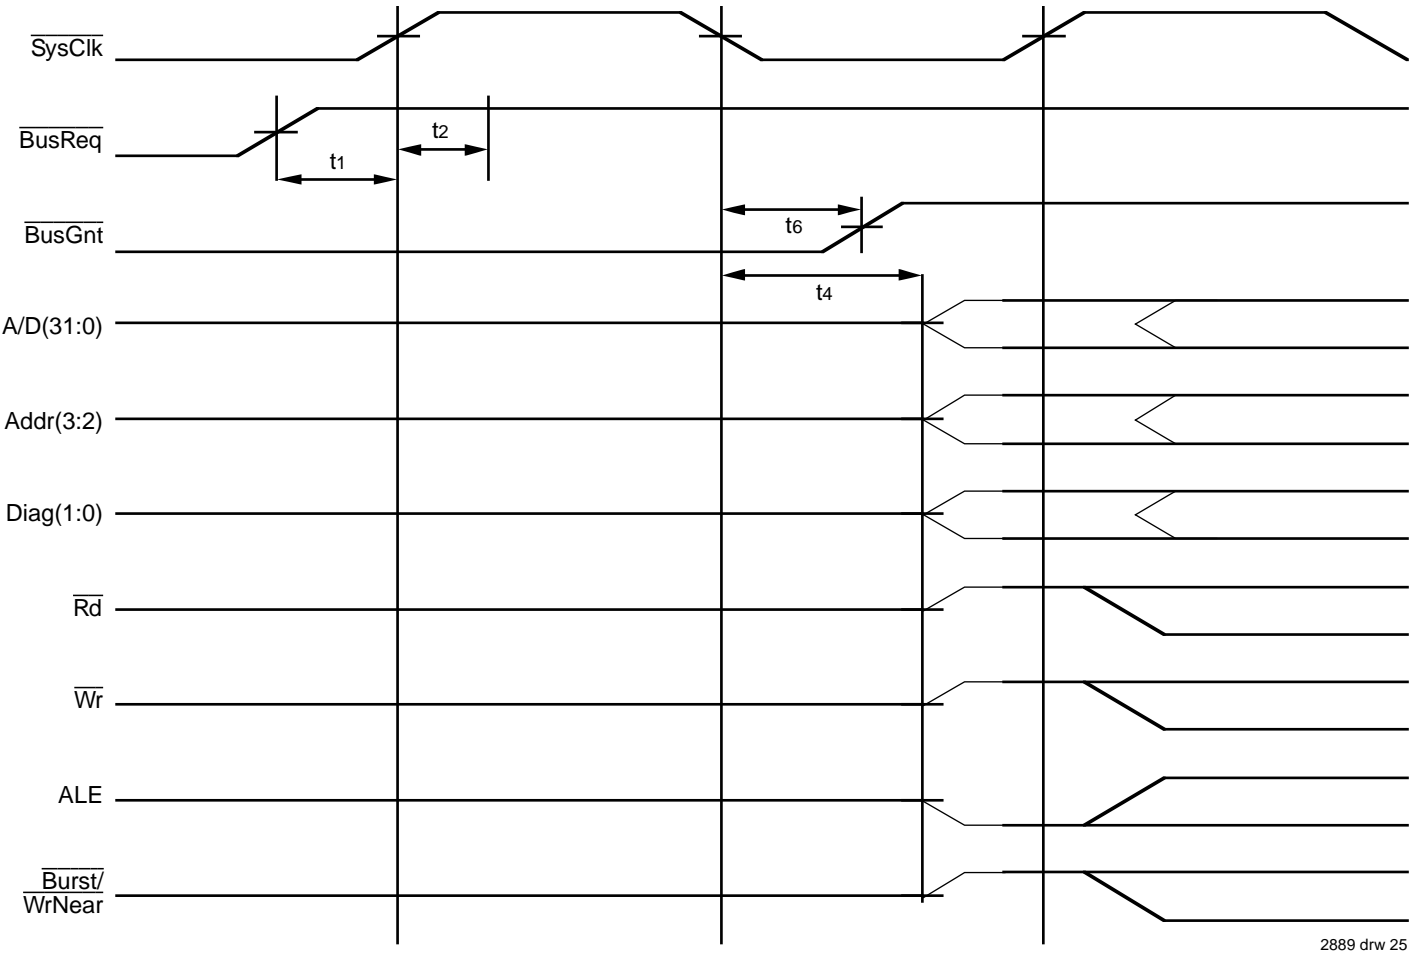 SysClk
BusReq
t2
t1
BusGnt
t6
t4
A/D(31:0)
Addr(3:2)
Diag(1:0)
Rd
Wr
ALE
Burst/
WrNear
2889 drw 25